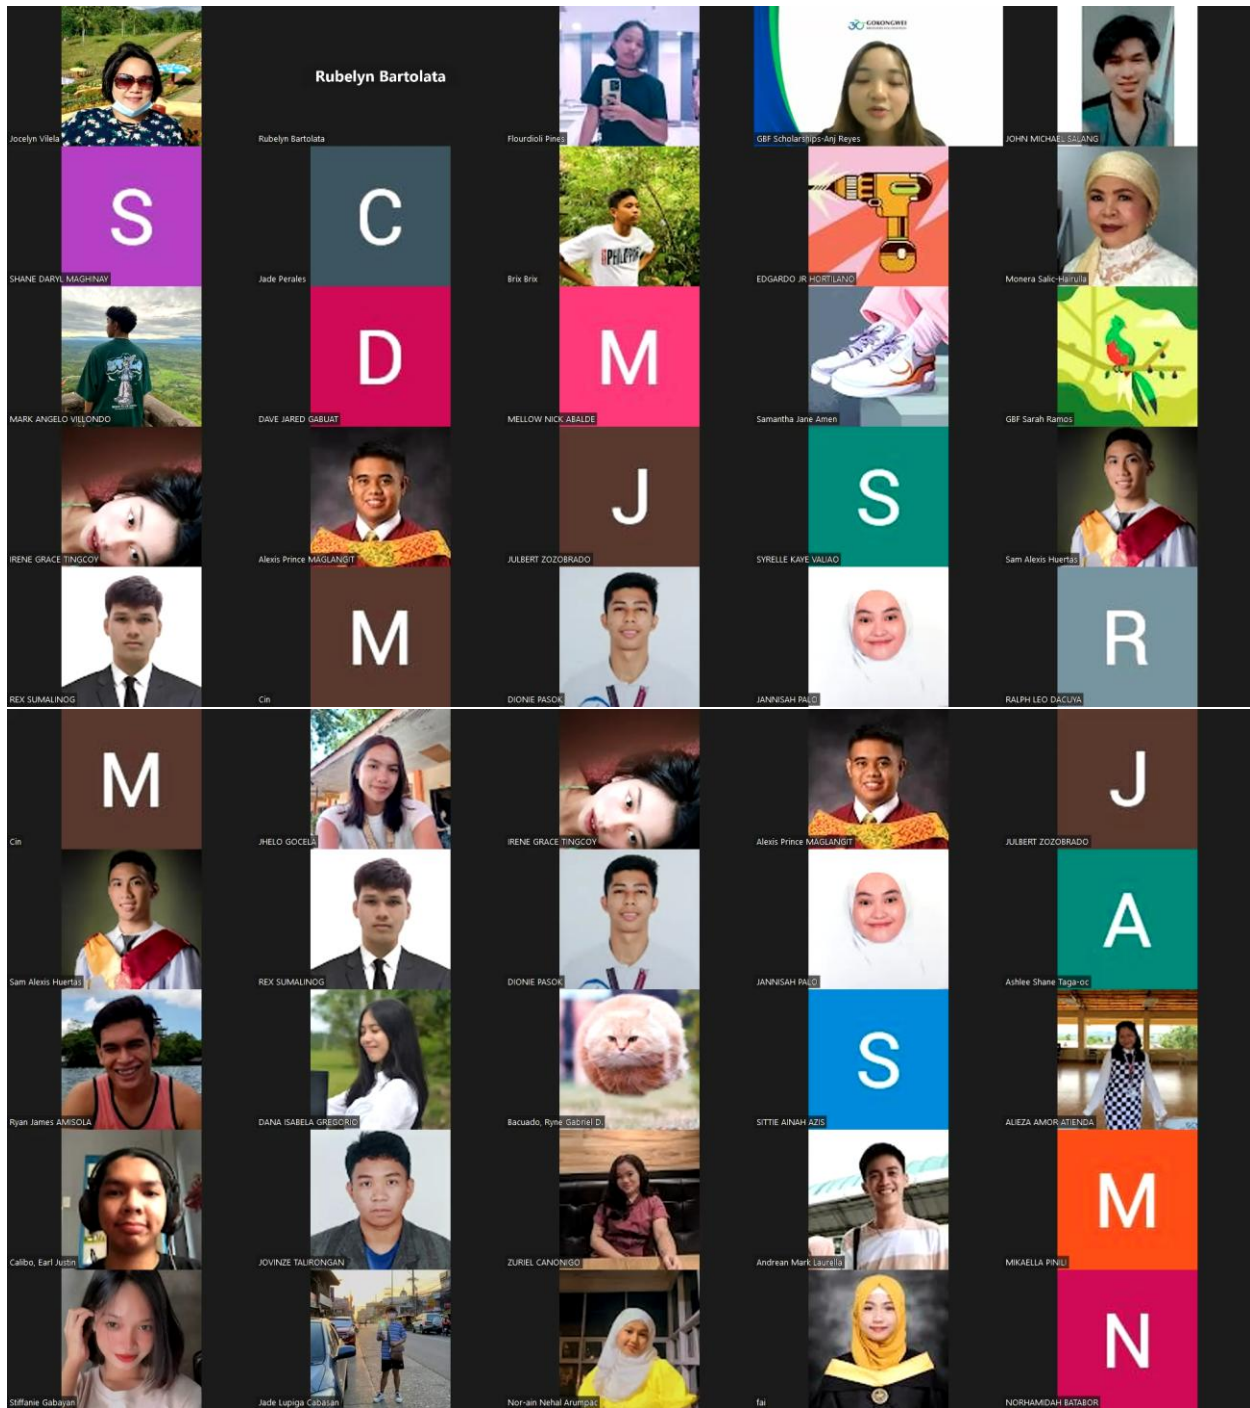 Rubelyn Bartolata
GOKONGWEI
Jocelyn Vilela
Rubelyn Bartolata
Flourdioli Pines
GBF Scholarships-Anj Reyes
JOHN MICHAEL SALANG
S
C
PHILIPPIN
SHANE DARYL MAGHINAY
Jade Perales
Brix Brix
EDGARDO JR HORTILANO
Monera Salic-Hairulla
D
M
MARK ANGELO VILLONDO
DAVE JARED GABUAT
MELLOW NICK ABALDE
Samantha Jane Amen
GBF Sarah Ramos
J
S
IRENE GRACE TINGCOY
Alexis Prince MAGLANGIT
JULBERT ZOZOBRADO
SYRELLE KAYE VALIAO
Sam Alexis Huertas
M
R
REX SUMALINOG
Cin
DIONIE PASOK
JANNISAH PALO
RALPH LEO DACUYA
M
J
Cin
JHELO GOCELA
IRENE GRACE TINGCOY
Alexis Prince MAGLANGIT
JULBERT ZOZOBRADO
A
Sam Alexis Huertas
REX SUMALINOG
DIONIE PASOK
JANNISAH PALO
Ashlee Shane Taga-oc
S
Ryan James AMISOLA
DANA ISABELA GREGORIO
Bacuado, Ryne Gabriel D.
SITTIE AINAH AZIS
ALIEZA AMOR ATIENDA
M
Calibo, Earl Justin
JOVINZE TALIRONGAN
ZURIEL CANONIGO
Andrean Mark Laurella
MIKAELLA PINILI
N
Stiffanie Gabayan
Jade Lupiga Cabasan
Nor-ain Nehal Arumpac
fai
NORHAMIDAH BATABOR